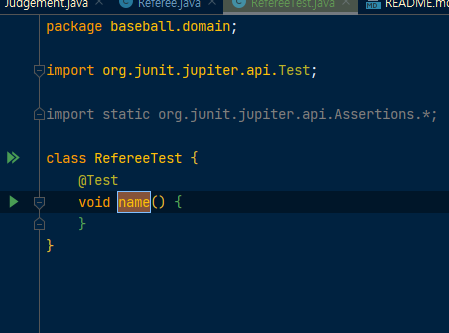 Judgement.java Referee.java RefereeTest.java README.md
package baseball.domain;
import org.junit.jupiter.api.Test;
import static org.junit.jupiter.api.Assertions.*;
class RefereeTest {
@Test
void name() {
}
}